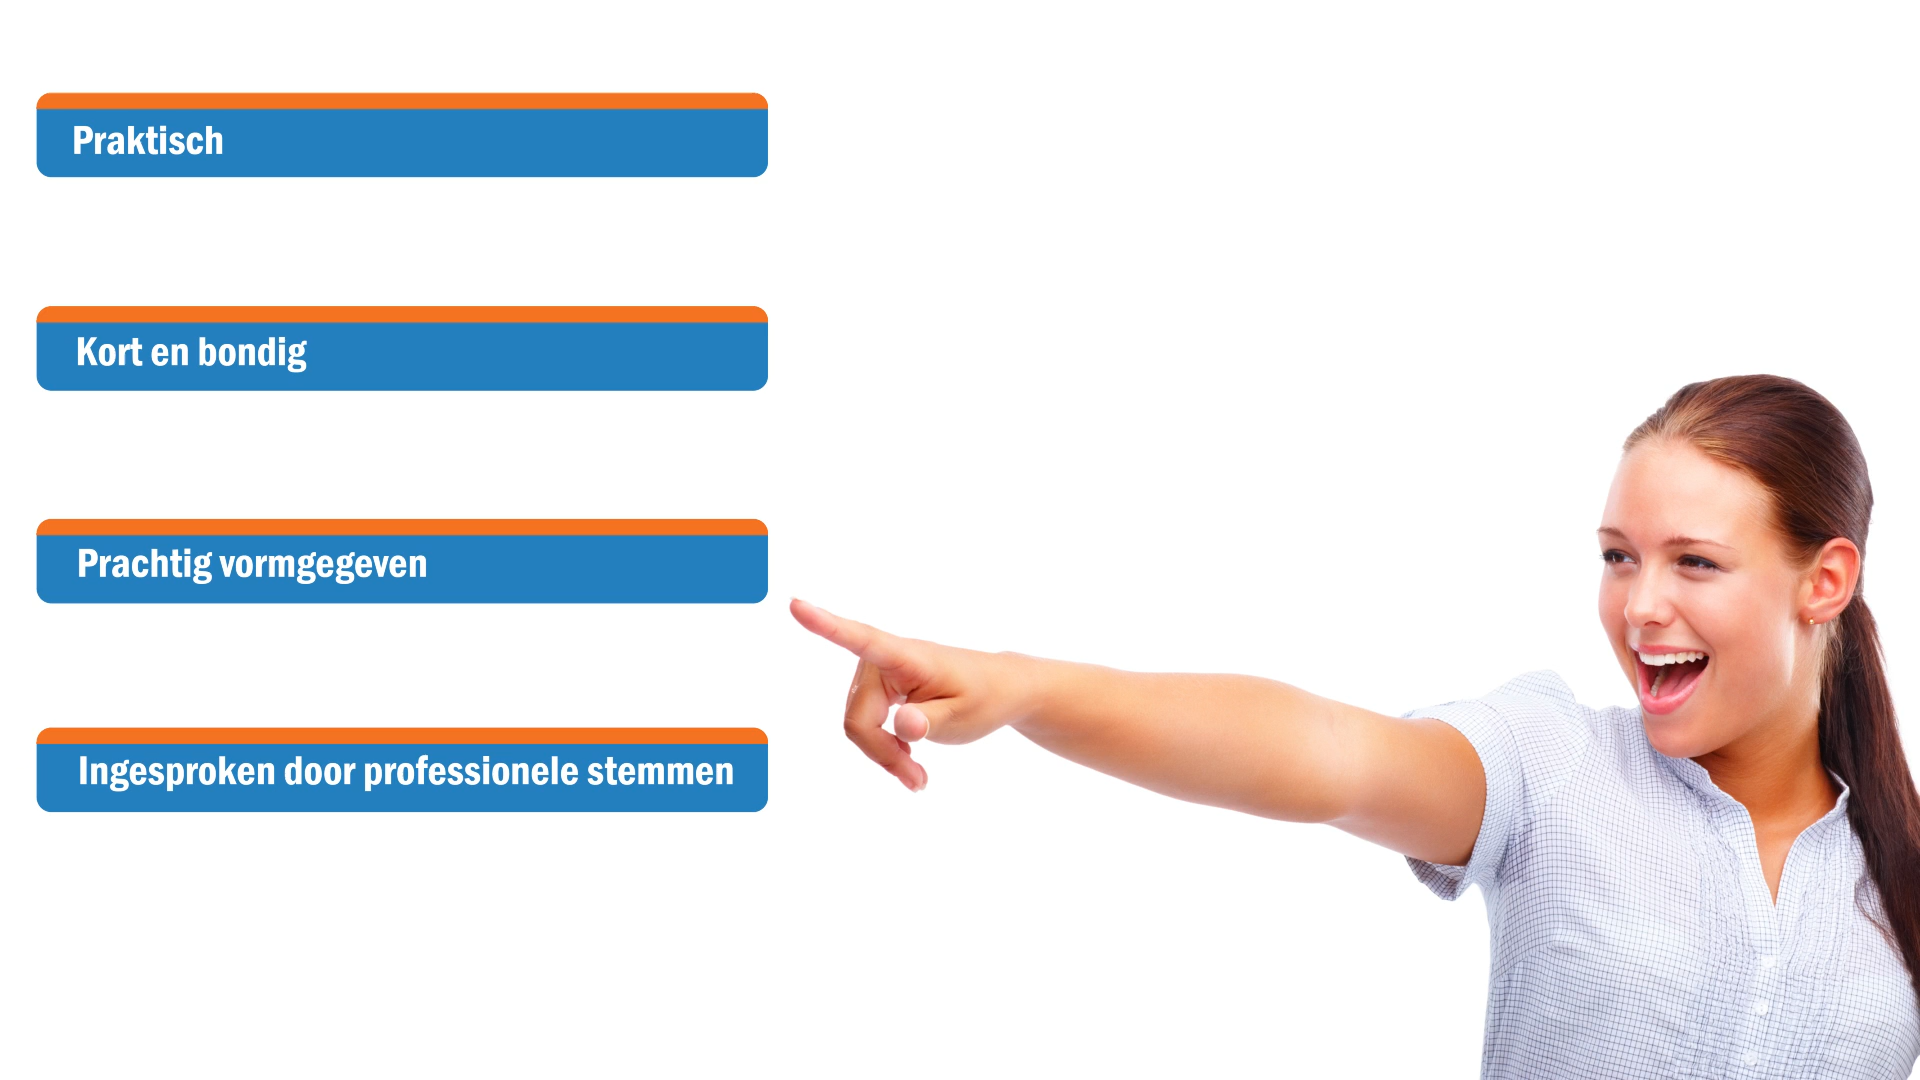 Praktisch
Kort en bondig
Prachtig vormgegeven
Ingesproken door professionele stemmen